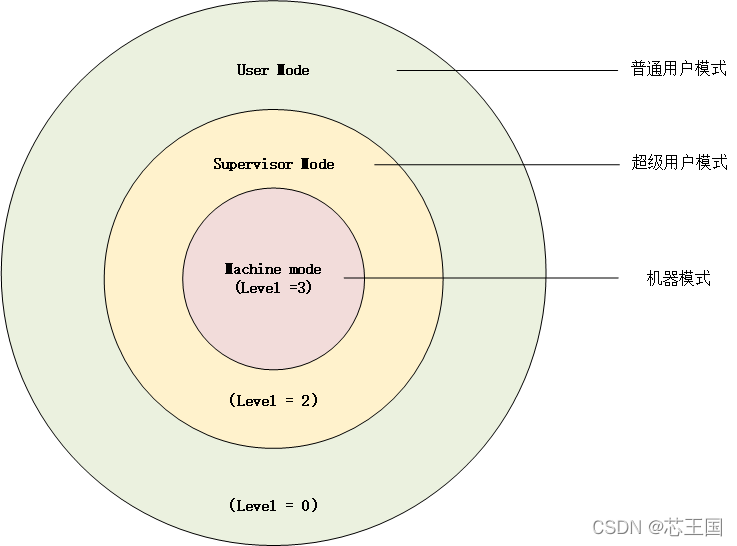 User Mode
普通用户模式
Supervisor Mode
超级用户模式
Machine mode
(Level =3)
机器模式
(Level = 2)
(Level = 0)
CSDN @芯王国